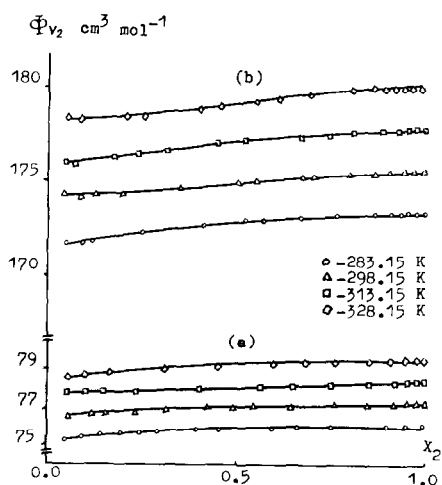 Φv₂ cm³ mol⁻¹
180
(b)
175
170
○ -283.15 K
△ -298.15 K
□ -313.15 K
◇ -328.15 K
(a)
79
77
75
X₂
0.0
0.5
1.0